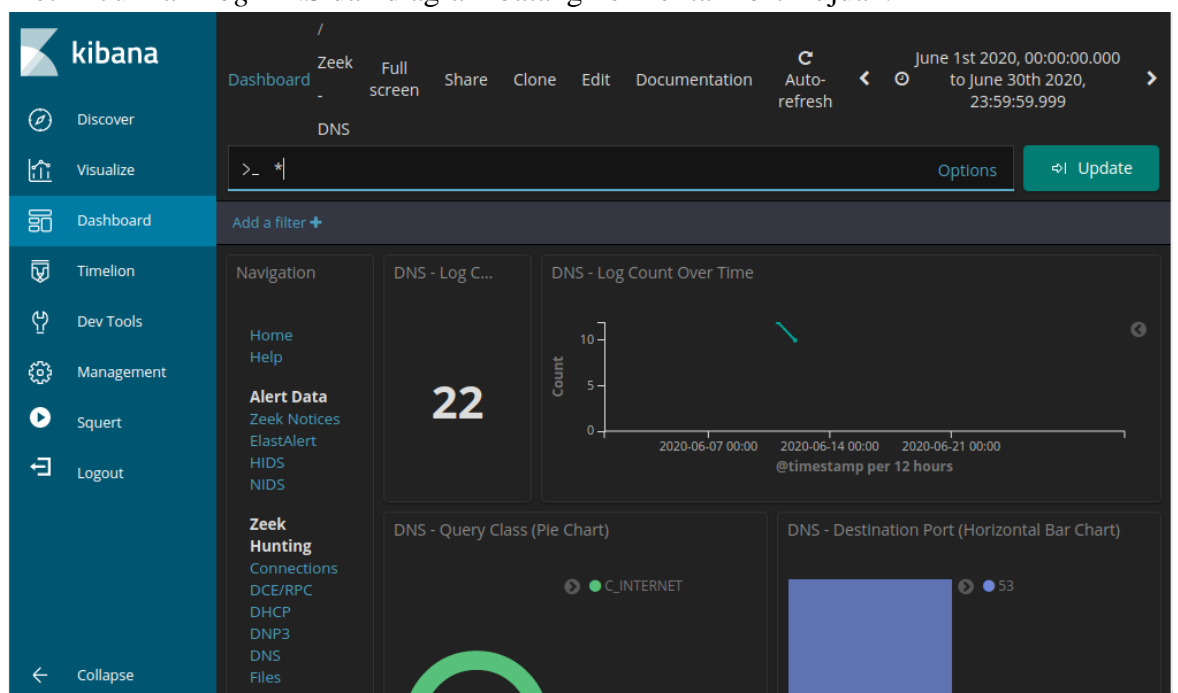 kibana
Discover
Visualize
Dashboard
Timelion
Dev Tools
Management
Squert
Logout
Collapse
Dashboard / Zeek - DNS
Full screen
Share
Clone
Edit
Documentation
Auto-refresh
June 1st 2020, 00:00:00.000
to June 30th 2020,
23:59:59.999
>_ *
Options
Update
Add a filter +
Navigation
Home
Help
Alert Data
Zeek Notices
ElastAlert
HIDS
NIDS
Zeek
Hunting
Connections
DCE/RPC
DHCP
DNP3
DNS
Files
DNS - Log C...
22
DNS - Log Count Over Time
Count
10
5
0
2020-06-07 00:00 2020-06-14 00:00 2020-06-21 00:00
@timestamp per 12 hours
DNS - Query Class (Pie Chart)
C_INTERNET
DNS - Destination Port (Horizontal Bar Chart)
53